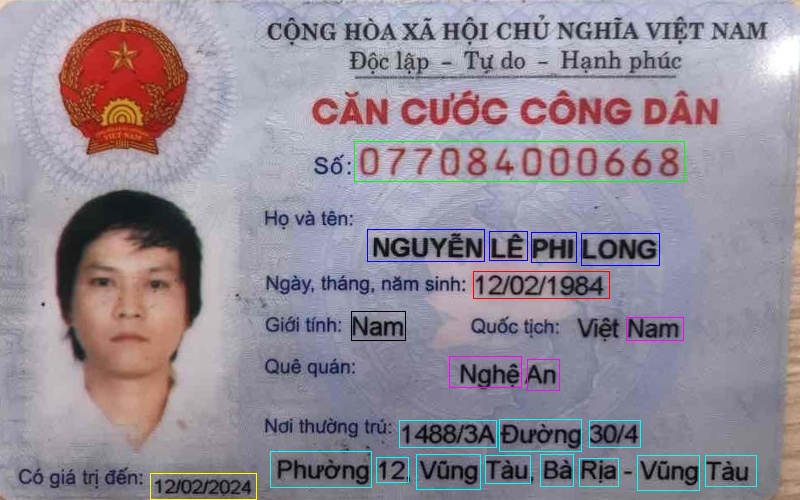 CỘNG HÒA XÃ HỘI CHỦ NGHĨA VIỆT NAM
Độc lập - Tự do - Hạnh phúc
CĂN CƯỚC CÔNG DÂN
Số: 077084000668
Họ và tên:
NGUYỄN LÊ PHI LONG
Ngày, tháng, năm sinh: 12/02/1984
Giới tính: Nam Quốc tịch: Việt Nam
Quê quán:
Nghệ An
Nơi thường trú: 1488/3A Đường 30/4
Phường 12, Vũng Tàu, Bà Rịa - Vũng Tàu
Có giá trị đến: 12/02/2024